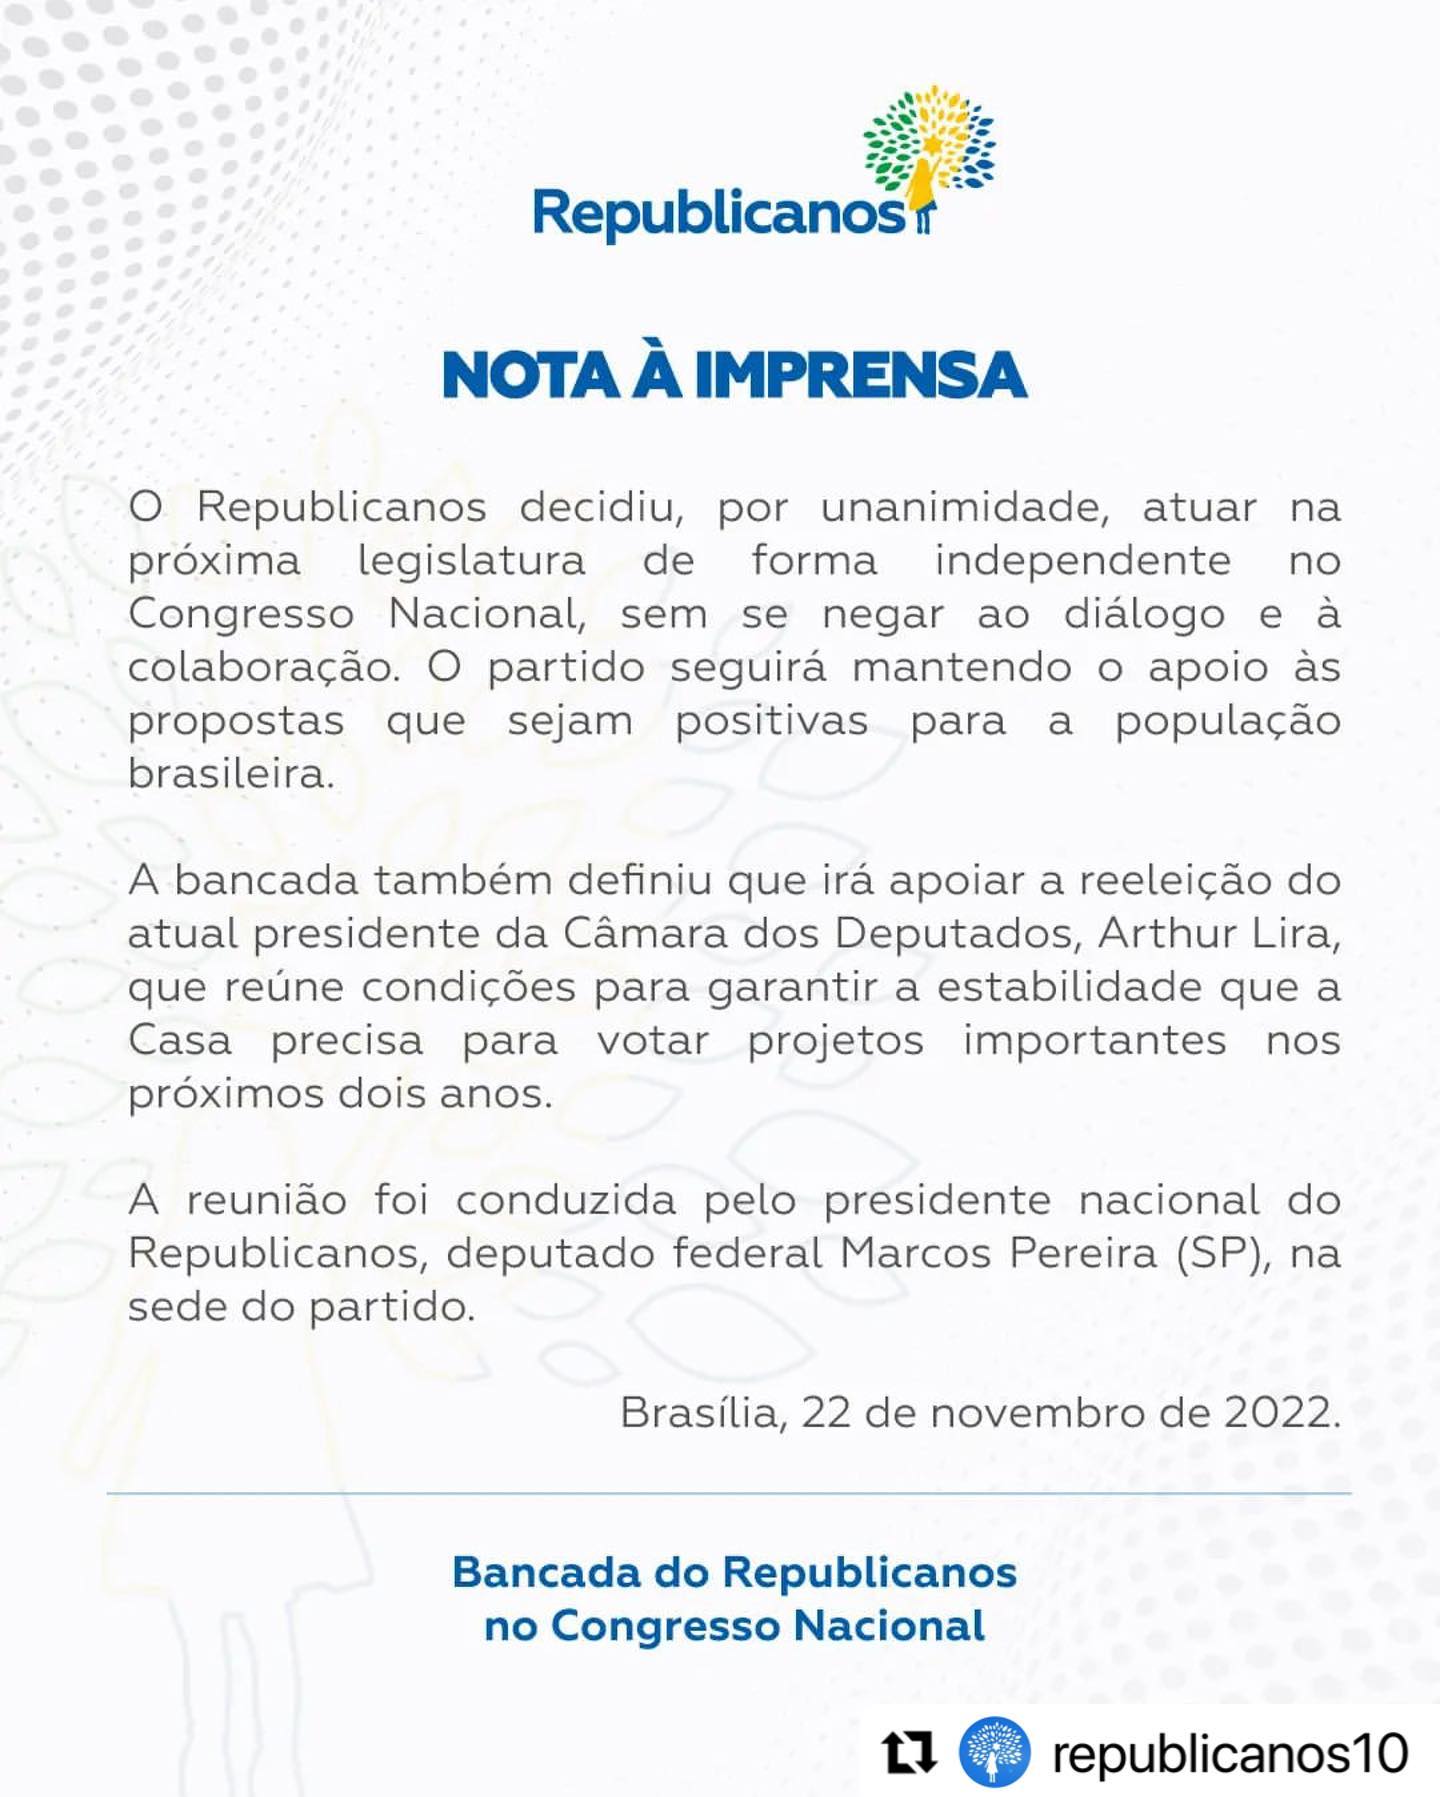 Republicanos
NOTA À IMPRENSA
O Republicanos decidiu, por unanimidade, atuar na
próxima legislatura de forma independente no
Congresso Nacional, sem se negar ao diálogo e à
colaboração. O partido seguirá mantendo o apoio às
propostas que sejam positivas para a população
brasileira.
A bancada também definiu que irá apoiar a reeleição do
atual presidente da Câmara dos Deputados, Arthur Lira,
que reúne condições para garantir a estabilidade que a
Casa precisa para votar projetos importantes nos
próximos dois anos.
A reunião foi conduzida pelo presidente nacional do
Republicanos, deputado federal Marcos Pereira (SP), na
sede do partido.
Brasília, 22 de novembro de 2022.
Bancada do Republicanos
no Congresso Nacional
republicanos10